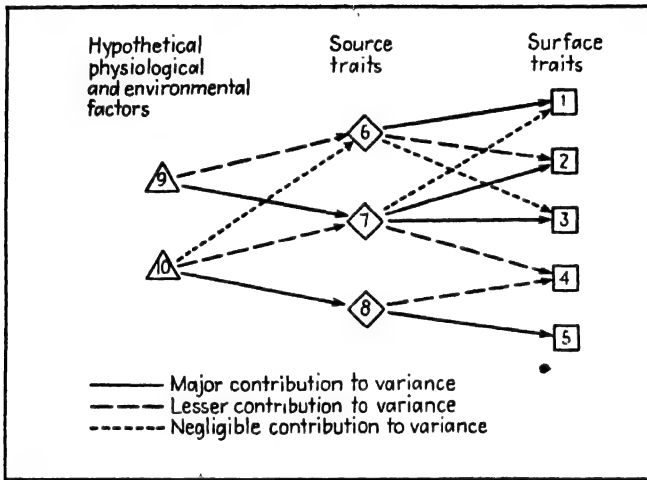 Hypothetical
physiological
and environmental
factors
Source
traits
Surface
traits
1
6
2
9
7
3
10
4
8
5
Major contribution to variance
Lesser contribution to variance
Negligible contribution to variance